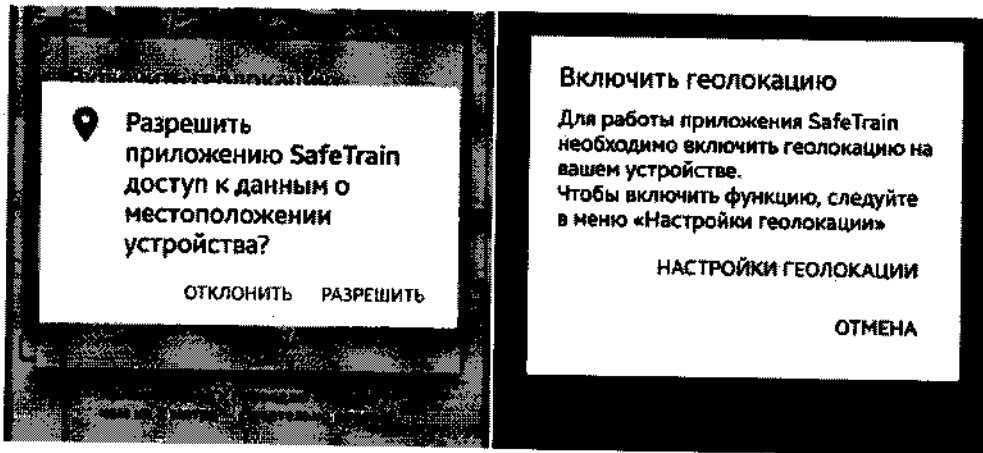 Разрешить
приложению SafeTrain
доступ к данным о
местоположении
устройства?
ОТКЛОНИТЬ РАЗРЕШИТЬ
Включить геолокацию
Для работы приложения SafeTrain
необходимо включить геолокацию на
вашем устройстве.
Чтобы включить функцию, следуйте
в меню «Настройки геолокации»
НАСТРОЙКИ ГЕОЛОКАЦИИ
ОТМЕНА